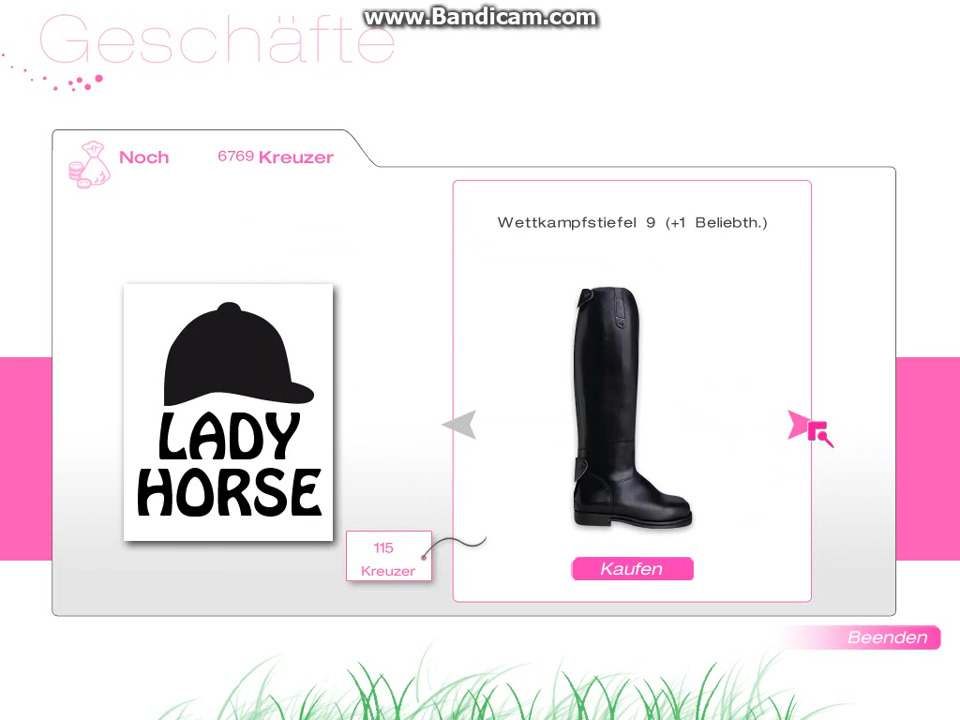 www.Bandicam.com
Geschäfte
Noch 6769 Kreuzer
Wettkampfstiefel 9 (+1 Beliebth.)
LADY
HORSE
115
Kreuzer
Kaufen
Beenden